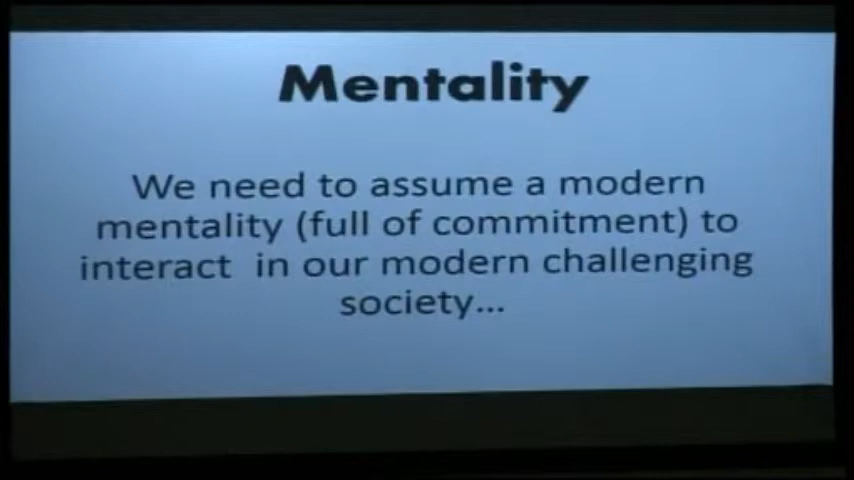 Mentality
We need to assume a modern
mentality (full of commitment) to
interact in our modern challenging
society...